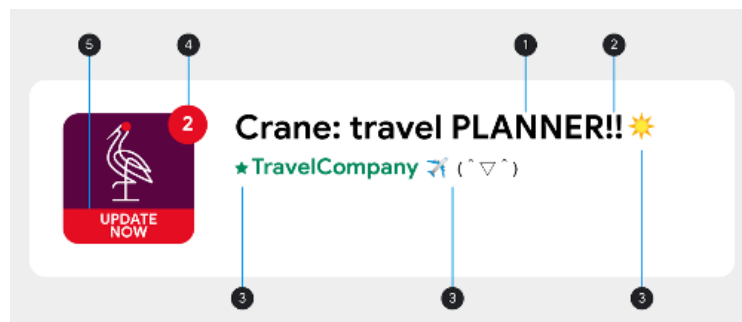 5 4 1 2
2
Crane: travel PLANNER!!☀️
★TravelCompany ✈️ (ˆ▽ˆ)
UPDATE
NOW
3 3 3